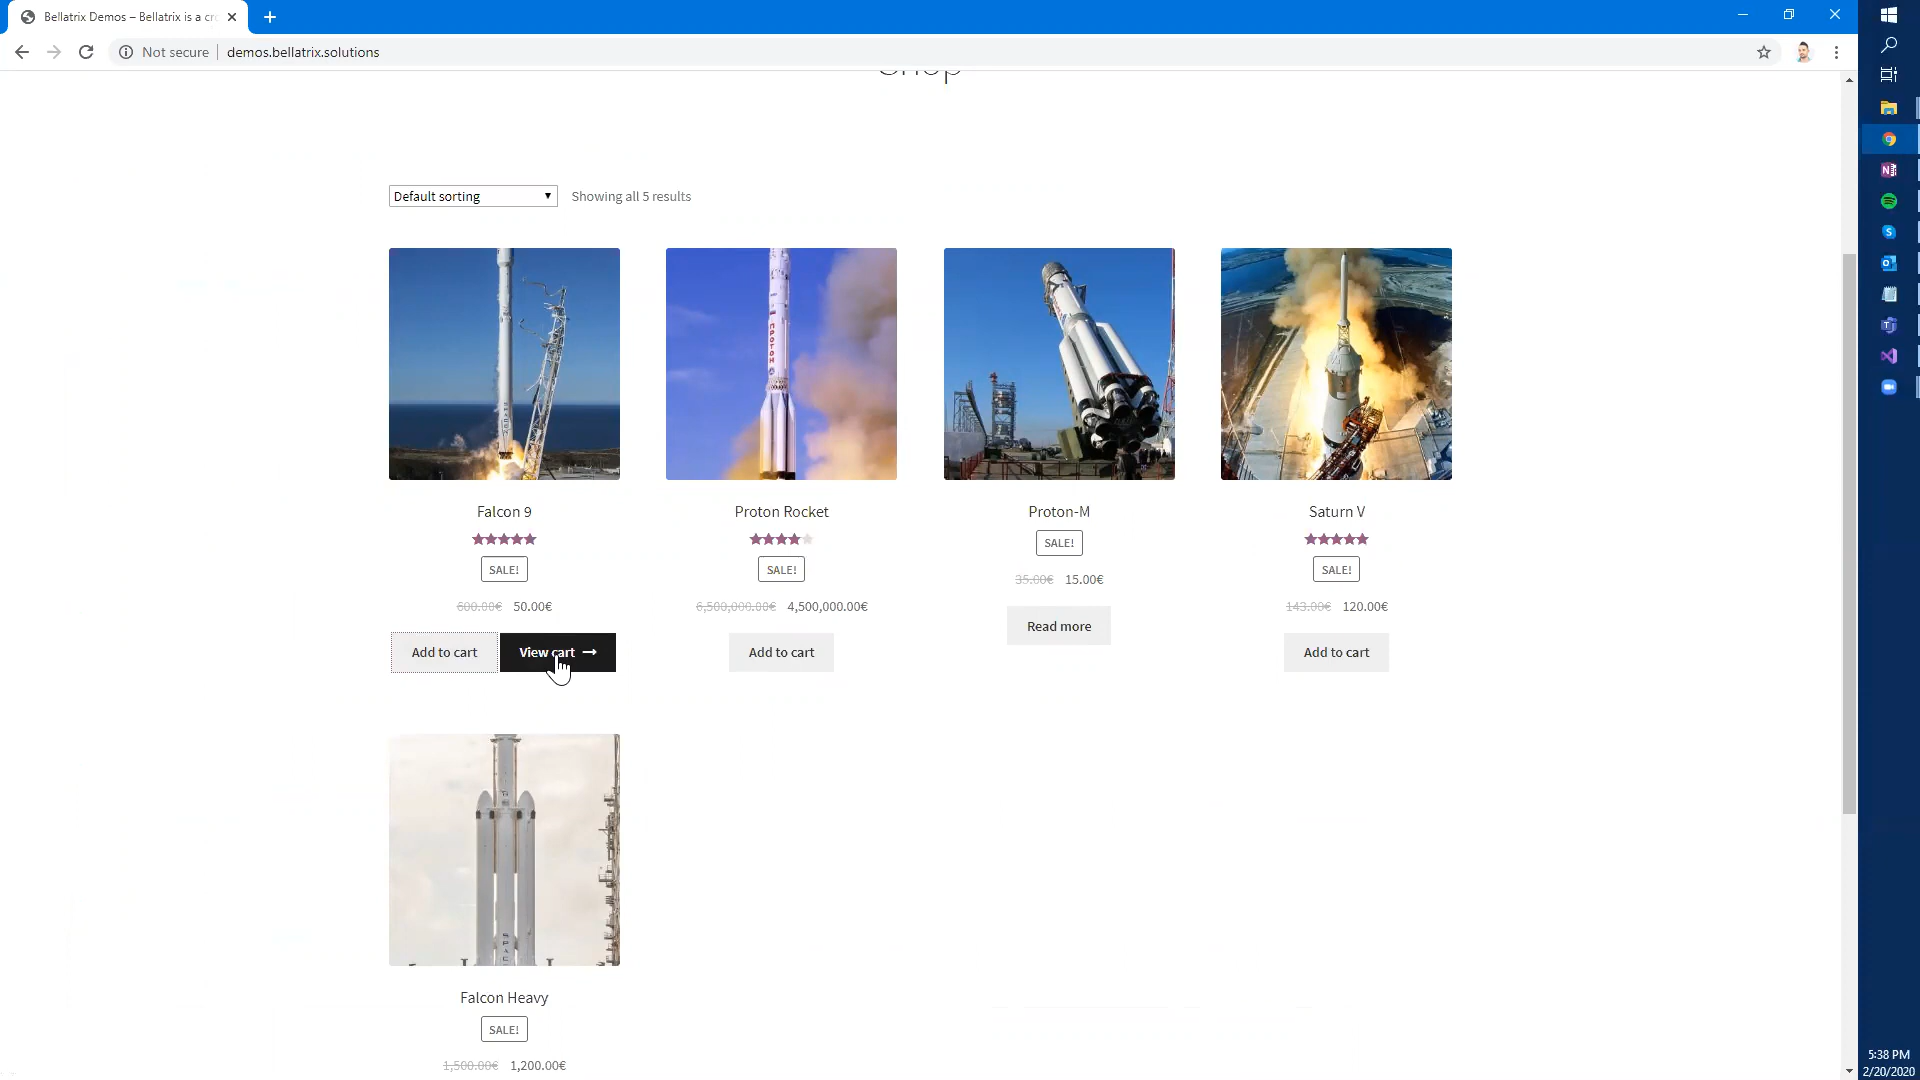 Bellatrix Demos – Bellatrix is a cr
Not secure
demos.bellatrix.solutions
Shop
Default sorting
Showing all 5 results
ПРОТОН
Falcon 9
Proton Rocket
Proton-M
Saturn V
SALE!
SALE!
SALE!
SALE!
600.00€ 50.00€
6,500,000.00€ 4,500,000.00€
35.00€ 15.00€
143.00€ 120.00€
Add to cart
View cart →
Add to cart
Read more
Add to cart
Falcon Heavy
SALE!
1,500.00€ 1,200.00€
5:38 PM
2/20/2020